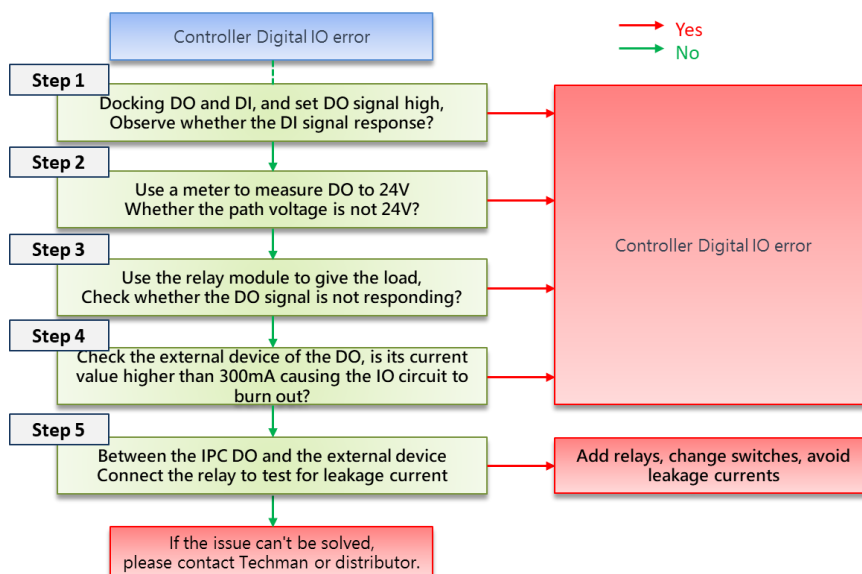 Controller Digital IO error
Yes
No
Step 1
Docking DO and DI, and set DO signal high,
Observe whether the DI signal response?
Step 2
Use a meter to measure DO to 24V
Whether the path voltage is not 24V?
Step 3
Use the relay module to give the load,
Check whether the DO signal is not responding?
Controller Digital IO error
Step 4
Check the external device of the DO, is its current
value higher than 300mA causing the IO circuit to
burn out?
Step 5
Between the IPC DO and the external device
Connect the relay to test for leakage current
Add relays, change switches, avoid
leakage currents
If the issue can't be solved,
please contact Techman or distributor.